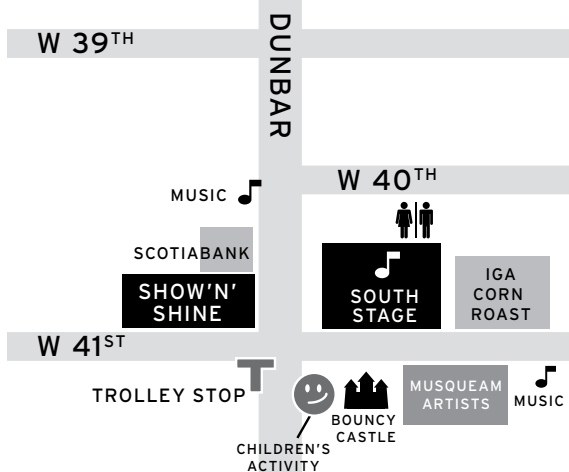 W 39TH
DUNBAR
W 40TH
MUSIC
SCOTIABANK
SHOW'N'
SHINE
SOUTH
STAGE
IGA
CORN
ROAST
W 41ST
TROLLEY STOP
T
MUSQUEAM
ARTISTS
MUSIC
BOUNCY
CASTLE
CHILDREN'S
ACTIVITY